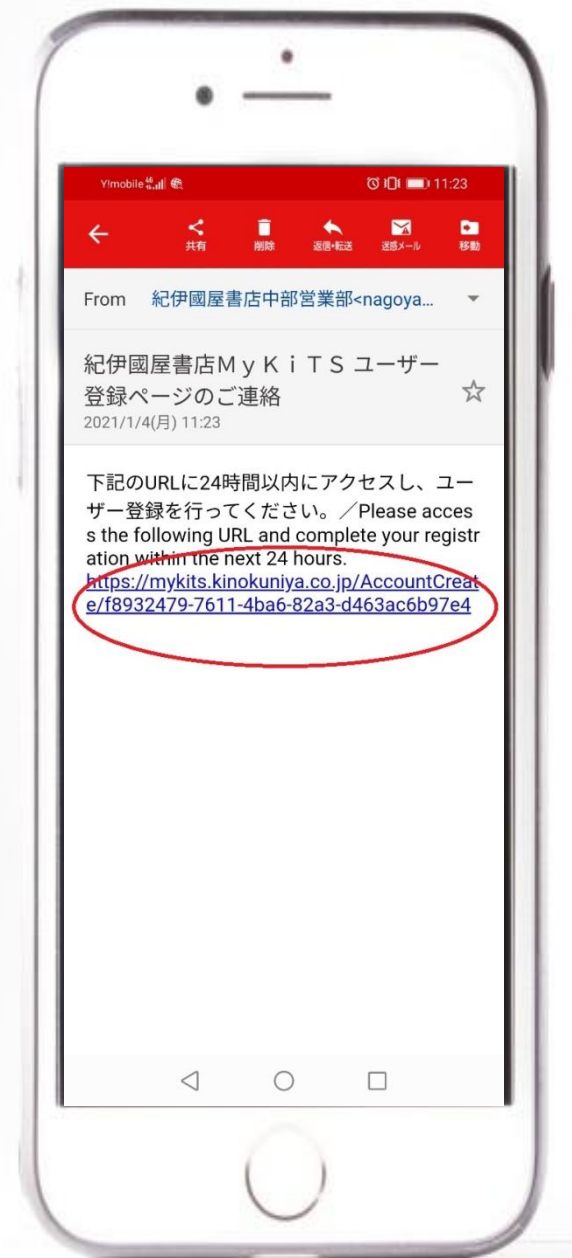 Y!mobile 11:23
共有 削除 返信・転送 迷惑メール 移動
From 紀伊國屋書店中部営業部<nagoya...
紀伊國屋書店ＭｙＫｉＴＳ ユーザー
登録ページのご連絡
2021/1/4(月) 11:23
下記のURLに24時間以内にアクセスし、ユー
ザー登録を行ってください。／Please acces
s the following URL and complete your registr
ation within the next 24 hours.
https://mykits.kinokuniya.co.jp/AccountCreat
e/f8932479-7611-4ba6-82a3-d463ac6b97e4